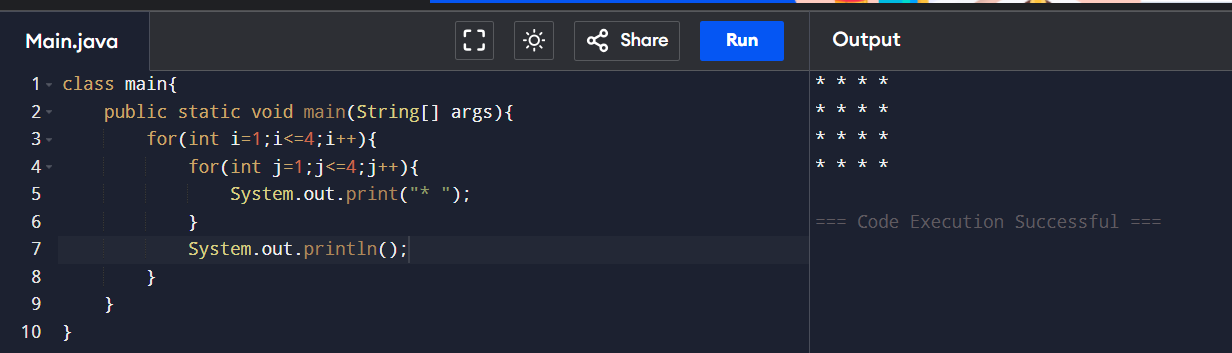 Main.java Share Run Output
1 class main{
2 public static void main(String[] args){
3 for(int i=1;i<=4;i++){
4 for(int j=1;j<=4;j++){
5 System.out.print("* ");
6 }
7 System.out.println();
8 }
9 }
10 }
* * * *
* * * *
* * * *
* * * *
=== Code Execution Successful ===